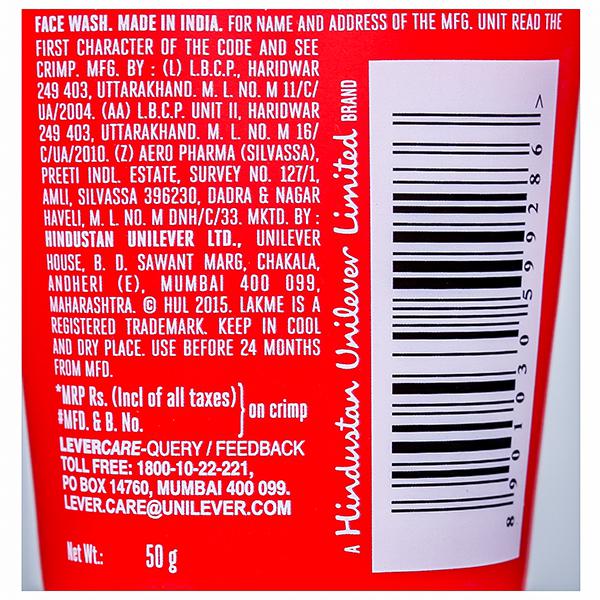 FACE WASH. MADE IN INDIA. FOR NAME AND ADDRESS OF THE MFG. UNIT READ THE
FIRST CHARACTER OF THE CODE AND SEE
CRIMP. MFG. BY : (L) L.B.C.P., HARIDWAR
249 403, UTTARAKHAND. M. L. NO. M 11/C/
UA/2004. (AA) L.B.C.P. UNIT II, HARIDWAR
249 403, UTTARAKHAND. M. L. NO. M 16/
C/UA/2010. (Z) AERO PHARMA (SILVASSA),
PREETI INDL. ESTATE, SURVEY NO. 127/1,
AMLI, SILVASSA 396230, DADRA & NAGAR
HAVELI, M. L. NO. M DNH/C/33. MKTD. BY :
HINDUSTAN UNILEVER LTD., UNILEVER
HOUSE, B. D. SAWANT MARG, CHAKALA,
ANDHERI (E), MUMBAI 400 099,
MAHARASHTRA. © HUL 2015. LAKME IS A
REGISTERED TRADEMARK. KEEP IN COOL
AND DRY PLACE. USE BEFORE 24 MONTHS
FROM MFD.
*MRP Rs. (Incl of all taxes)
#MFD. & B. No.
on crimp
LEVERCARE-QUERY / FEEDBACK
TOLL FREE: 1800-10-22-221,
PO BOX 14760, MUMBAI 400 099.
LEVER.CARE@UNILEVER.COM
Net Wt.: 50 g
A Hindustan Unilever Limited BRAND
8 901030 599286 >